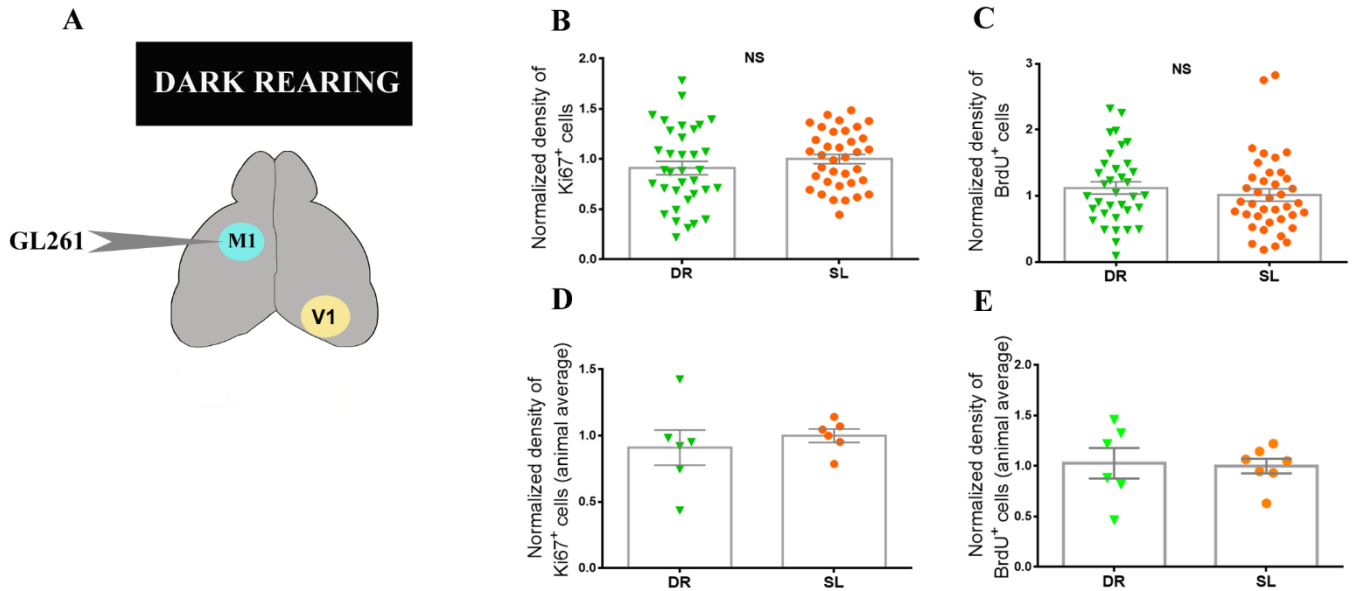 A
DARK REARING
GL261
M1
V1
B
Normalized density of
Ki67⁺ cells
2.0
1.5
1.0
0.5
0.0
NS
DR
SL
C
Normalized density of
BrdU⁺ cells
3
2
1
0
NS
DR
SL
D
Normalized density of
Ki67⁺ cells (animal average)
1.5
1.0
0.5
0.0
DR
SL
E
Normalized density of
BrdU⁺ cells (animal average)
2.0
1.5
1.0
0.5
0.0
DR
SL